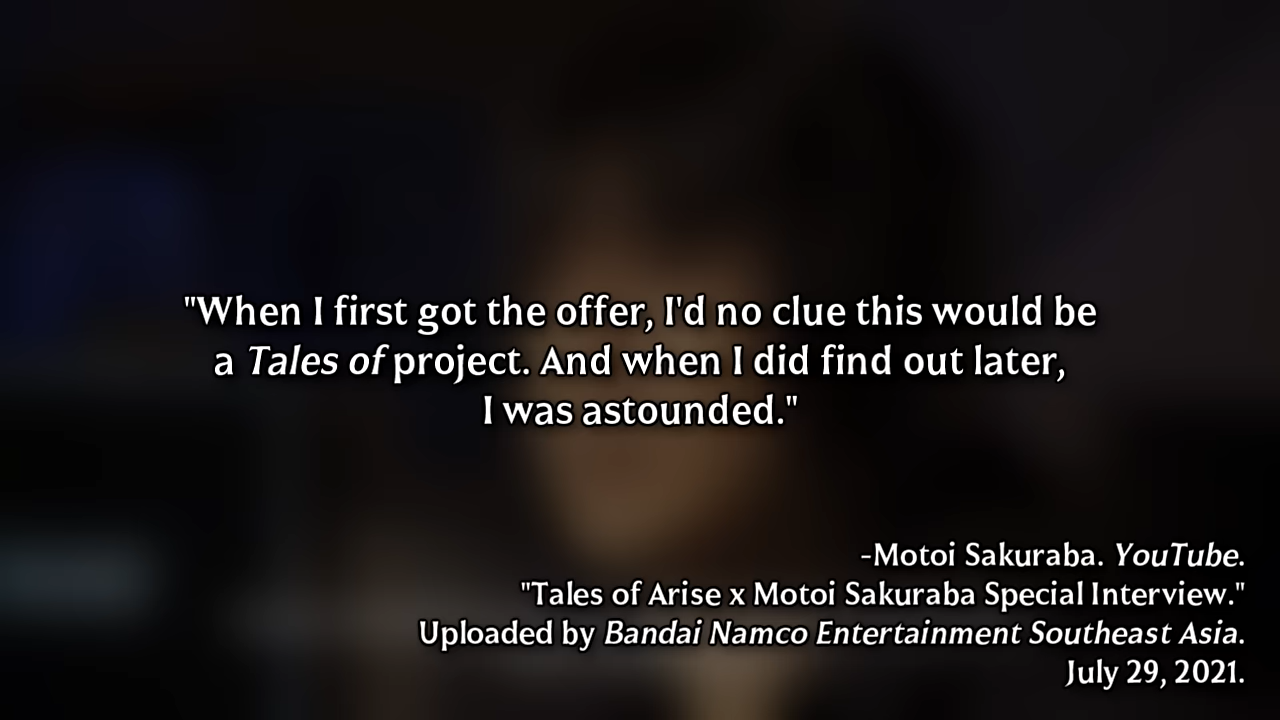 "When I first got the offer, I'd no clue this would be
a Tales of project. And when I did find out later,
I was astounded."
-Motoi Sakuraba. YouTube.
"Tales of Arise x Motoi Sakuraba Special Interview."
Uploaded by Bandai Namco Entertainment Southeast Asia.
July 29, 2021.